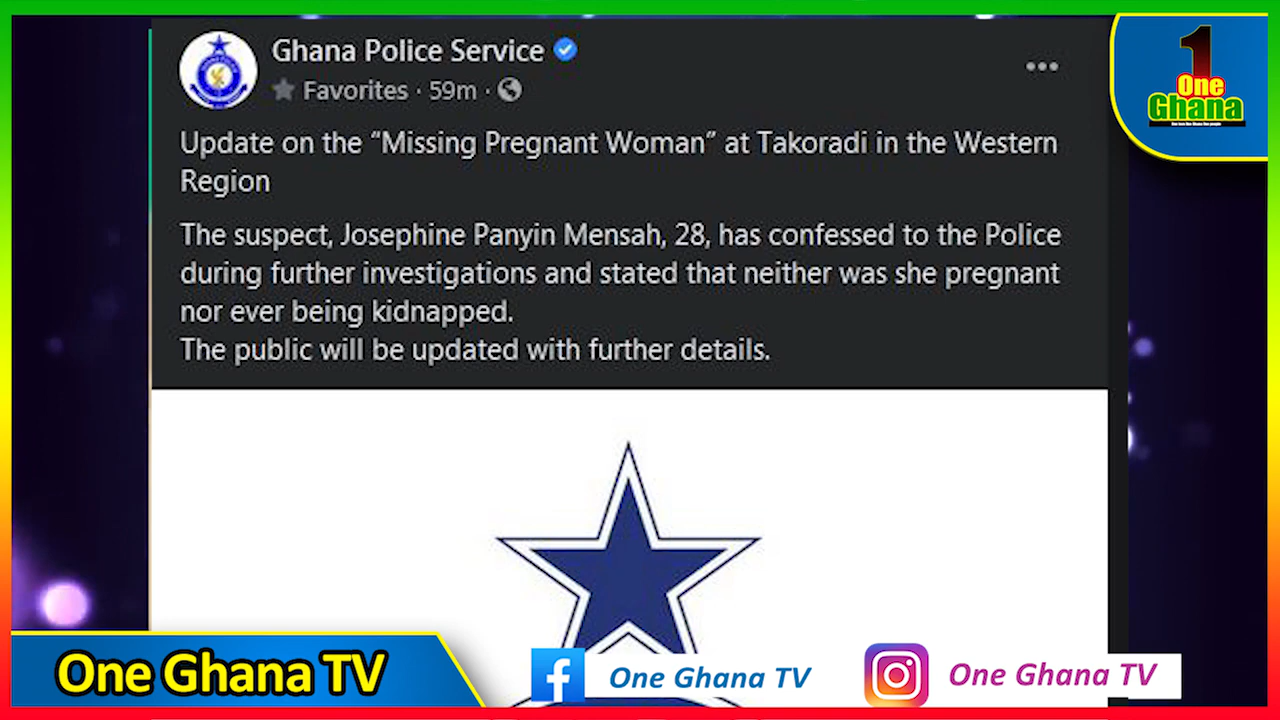 Ghana Police Service
Favorites · 59m ·
Update on the “Missing Pregnant Woman” at Takoradi in the Western
Region
The suspect, Josephine Panyin Mensah, 28, has confessed to the Police
during further investigations and stated that neither was she pregnant
nor ever being kidnapped.
The public will be updated with further details.
1
One
Ghana
One Ghana TV
One Ghana TV
One Ghana TV